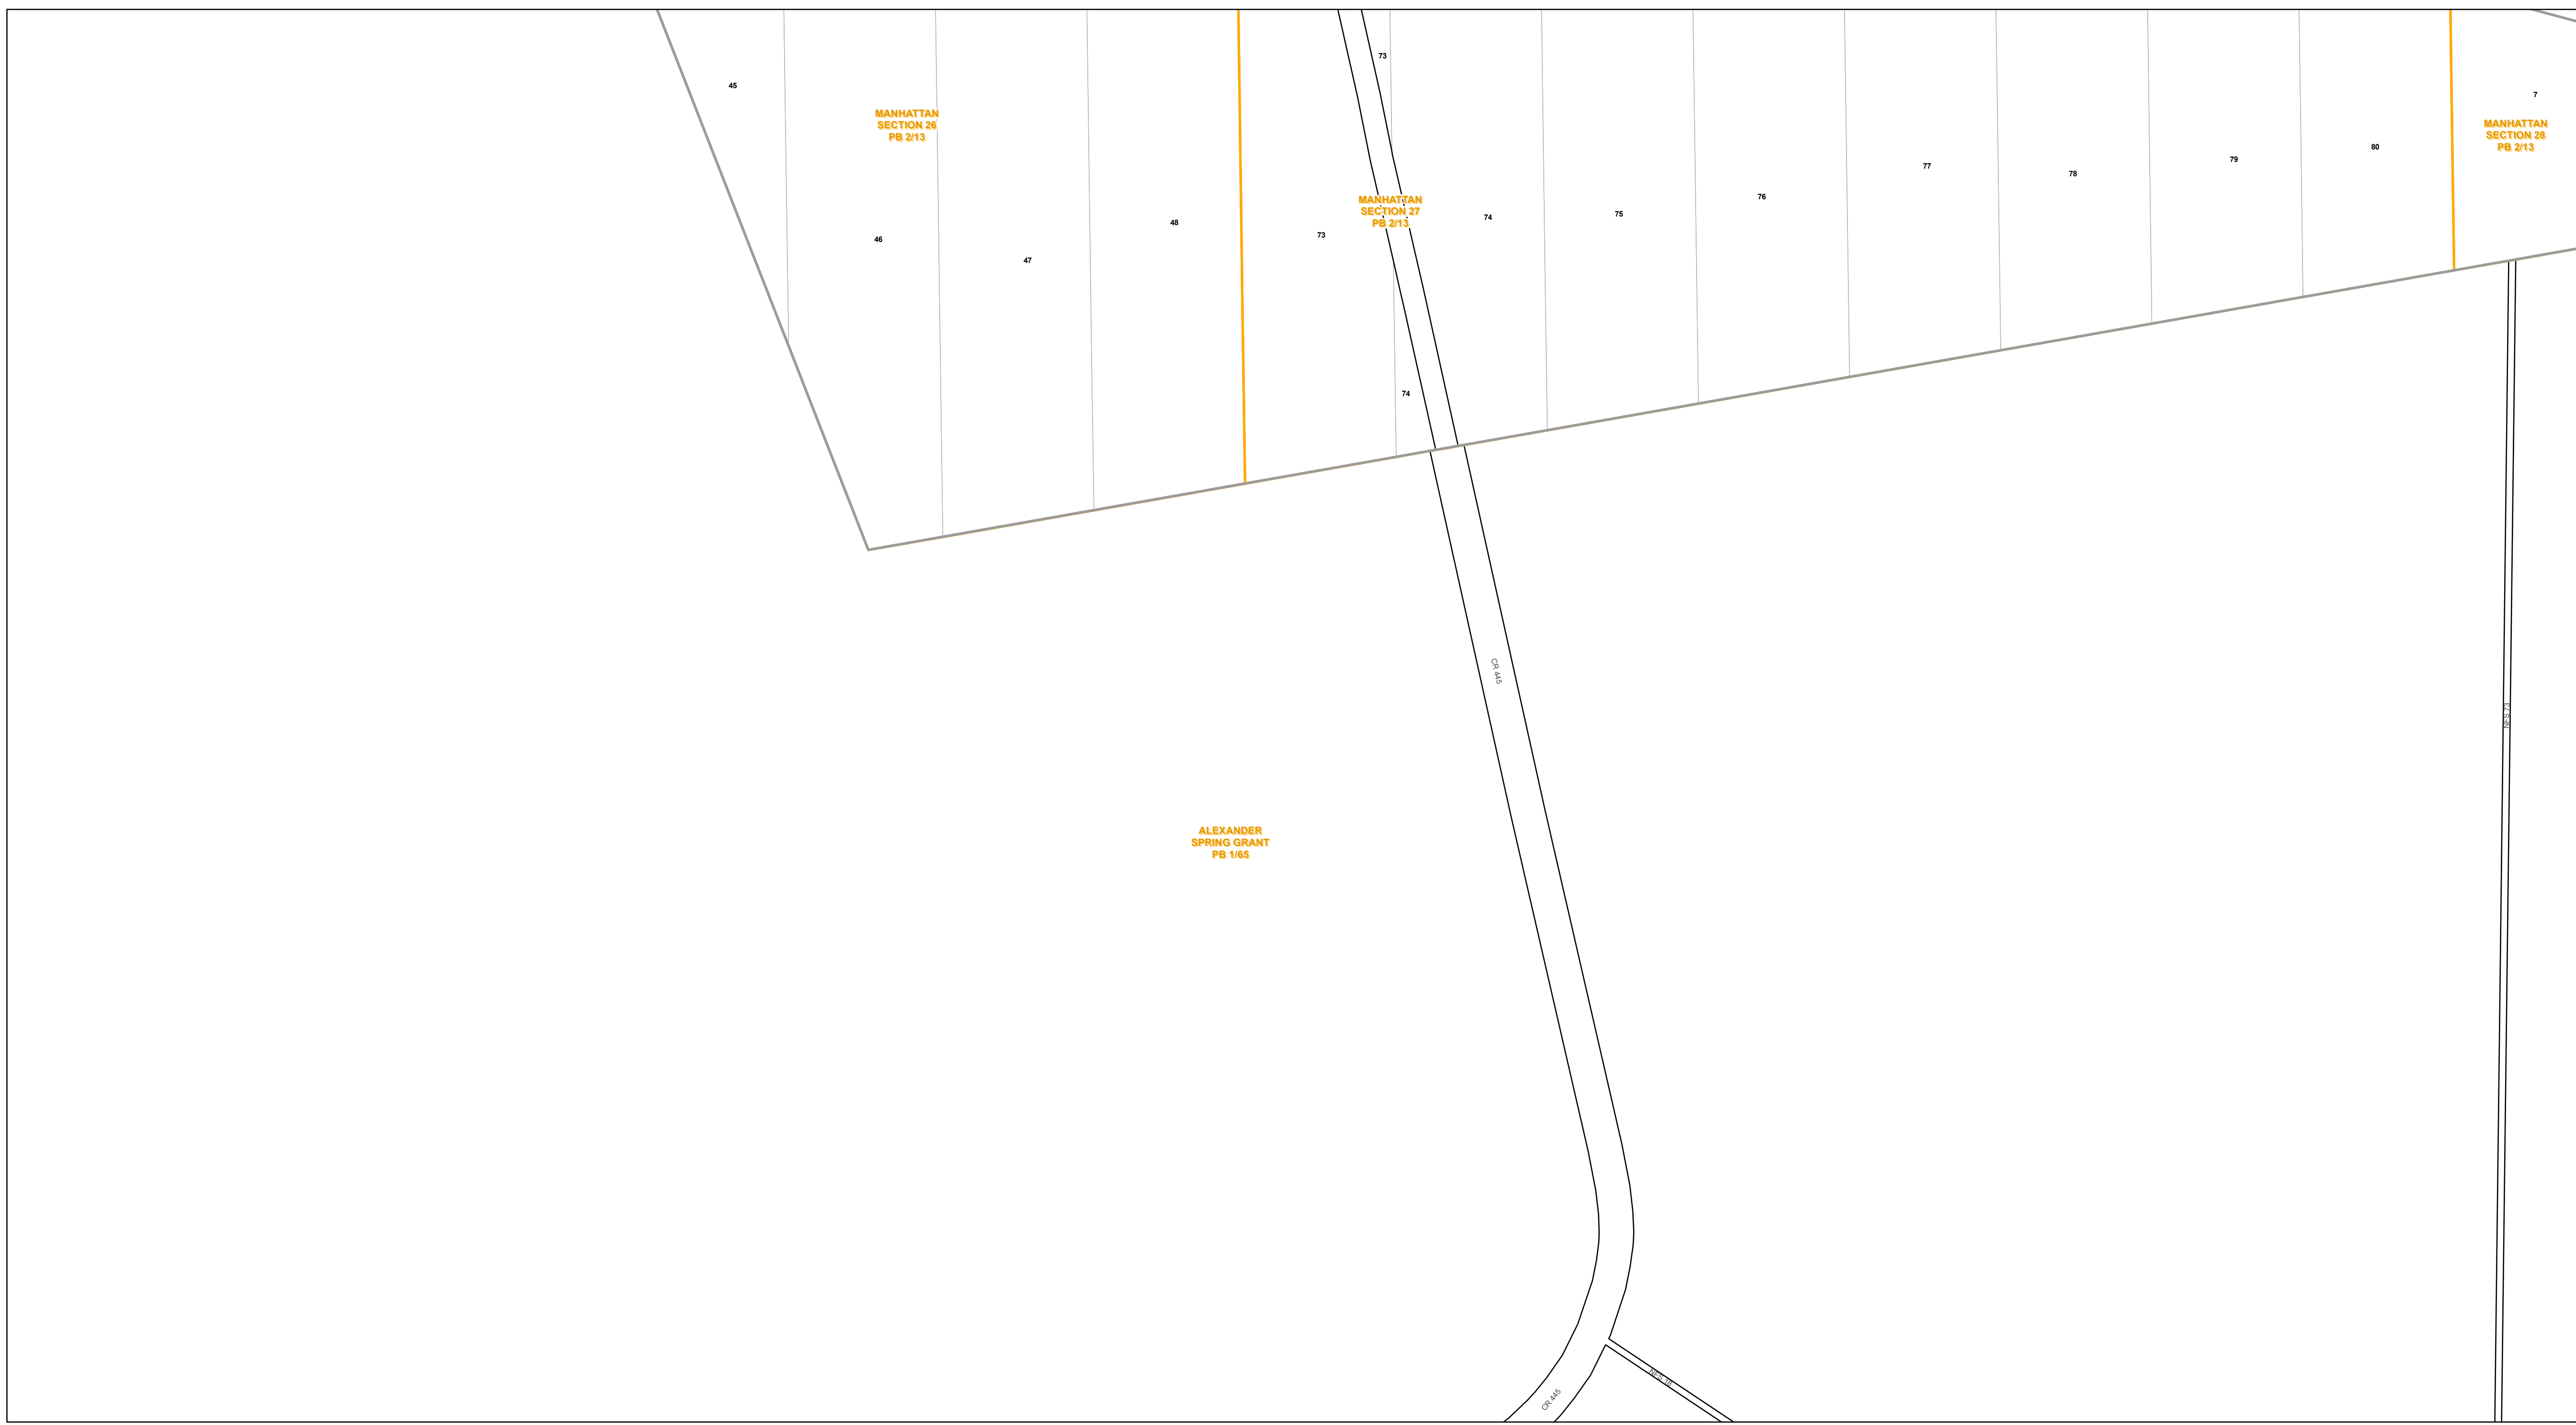 73
45
7
MANHATTAN
SECTION 26
PB 2/13
MANHATTAN
SECTION 28
PB 2/13
80
79
77
78
76
MANHATTAN
SECTION 27
PB 2/13
75
74
48
73
46
47
74
CR 445
NFS 73
ALEXANDER
SPRING GRANT
PB 1/65
CR 445